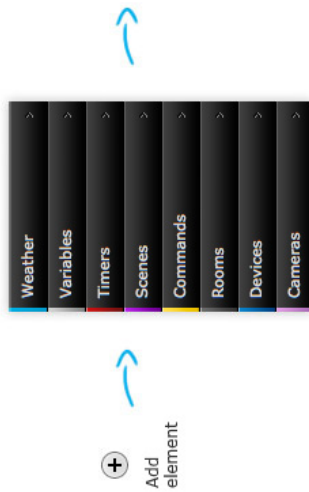 Add
element
Weather
Variables
Timers
Scenes
Commands
Rooms
Devices
Cameras